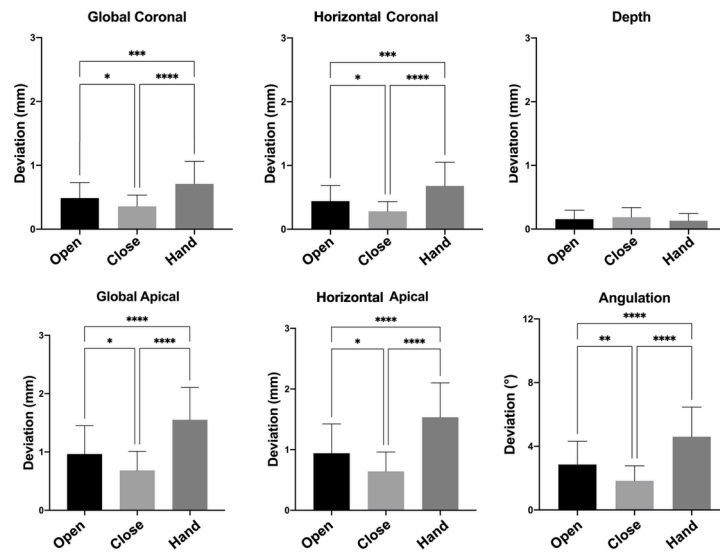 Global Coronal
Deviation (mm)
3
2
1
0
***
*
****
Open
Close
Hand
Horizontal Coronal
Deviation (mm)
3
2
1
0
***
*
****
Open
Close
Hand
Depth
Deviation (mm)
3
2
1
0
Open
Close
Hand
Global Apical
Deviation (mm)
3
2
1
0
****
*
****
Open
Close
Hand
Horizontal Apical
Deviation (mm)
3
2
1
0
****
*
****
Open
Close
Hand
Angulation
Deviation (°)
12
8
4
0
****
**
****
Open
Close
Hand